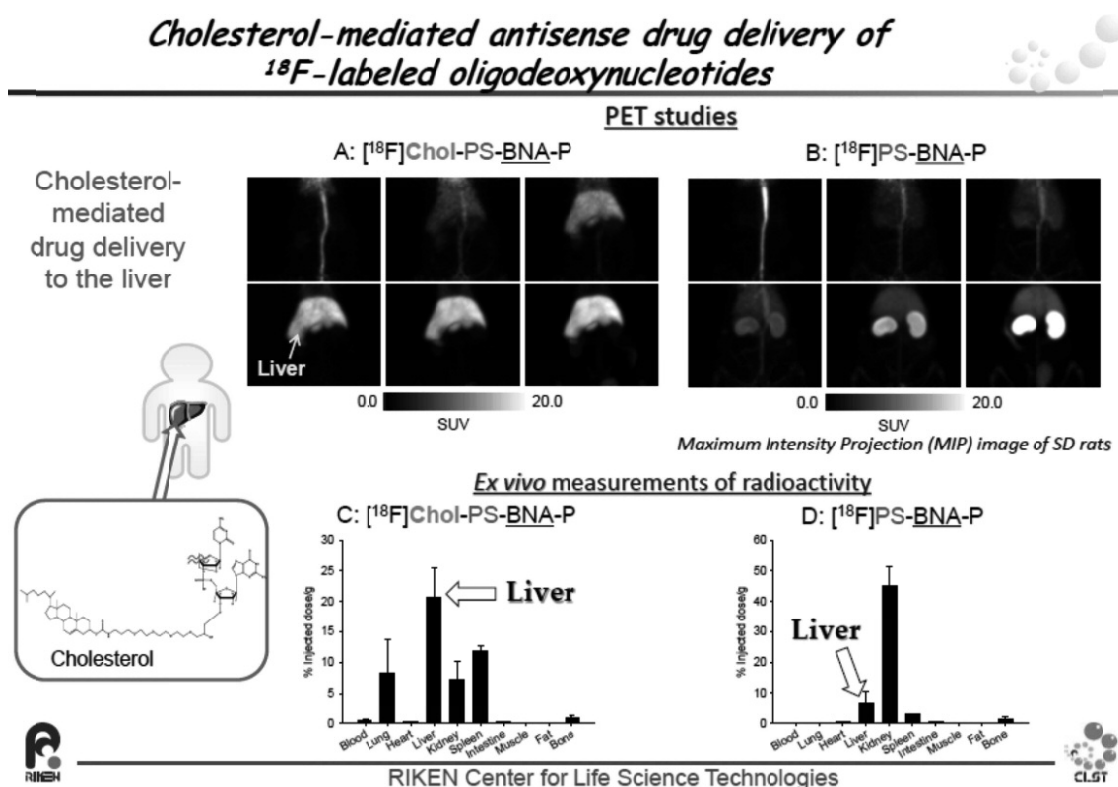 Cholesterol-mediated antisense drug delivery of
¹⁸F-labeled oligodeoxynucleotides
PET studies
Cholesterol-
mediated
drug delivery
to the liver
A: [¹⁸F]Chol-PS-BNA-P
Liver
0.0 20.0
SUV
B: [¹⁸F]PS-BNA-P
0.0 20.0
SUV
Maximum Intensity Projection (MIP) image of SD rats
Cholesterol
Ex vivo measurements of radioactivity
C: [¹⁸F]Chol-PS-BNA-P
% Injected dose/g
30
25
20
15
10
5
0
Liver
Blood Lung Heart Liver Kidney Spleen Intestine Muscle Fat Bone
D: [¹⁸F]PS-BNA-P
% Injected dose/g
60
50
40
30
20
10
0
Liver
Blood Lung Heart Liver Kidney Spleen Intestine Muscle Fat Bone
RIKEN
RIKEN Center for Life Science Technologies
CLST